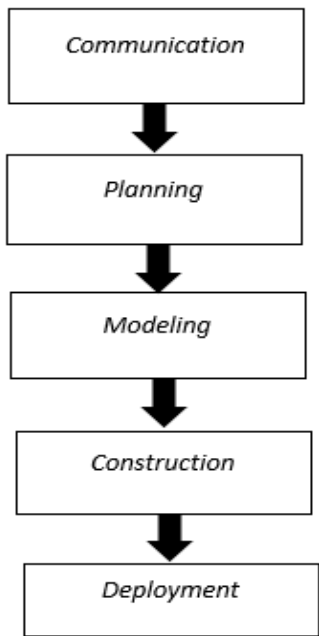 Communication
Planning
Modeling
Construction
Deployment